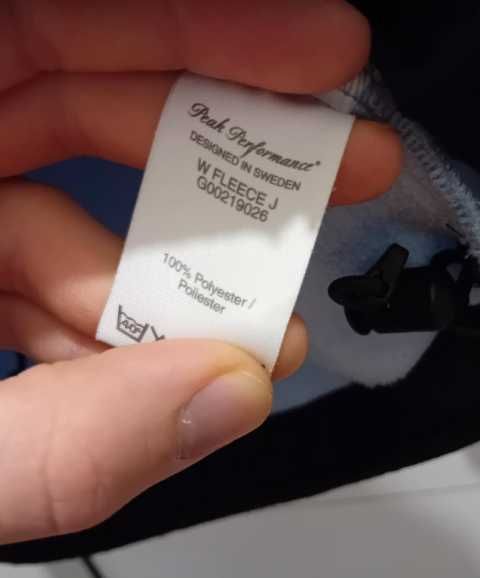 Peak Performance®
DESIGNED IN SWEDEN
W FLEECE J
G00219026
100% Polyester /
Poliester
40°